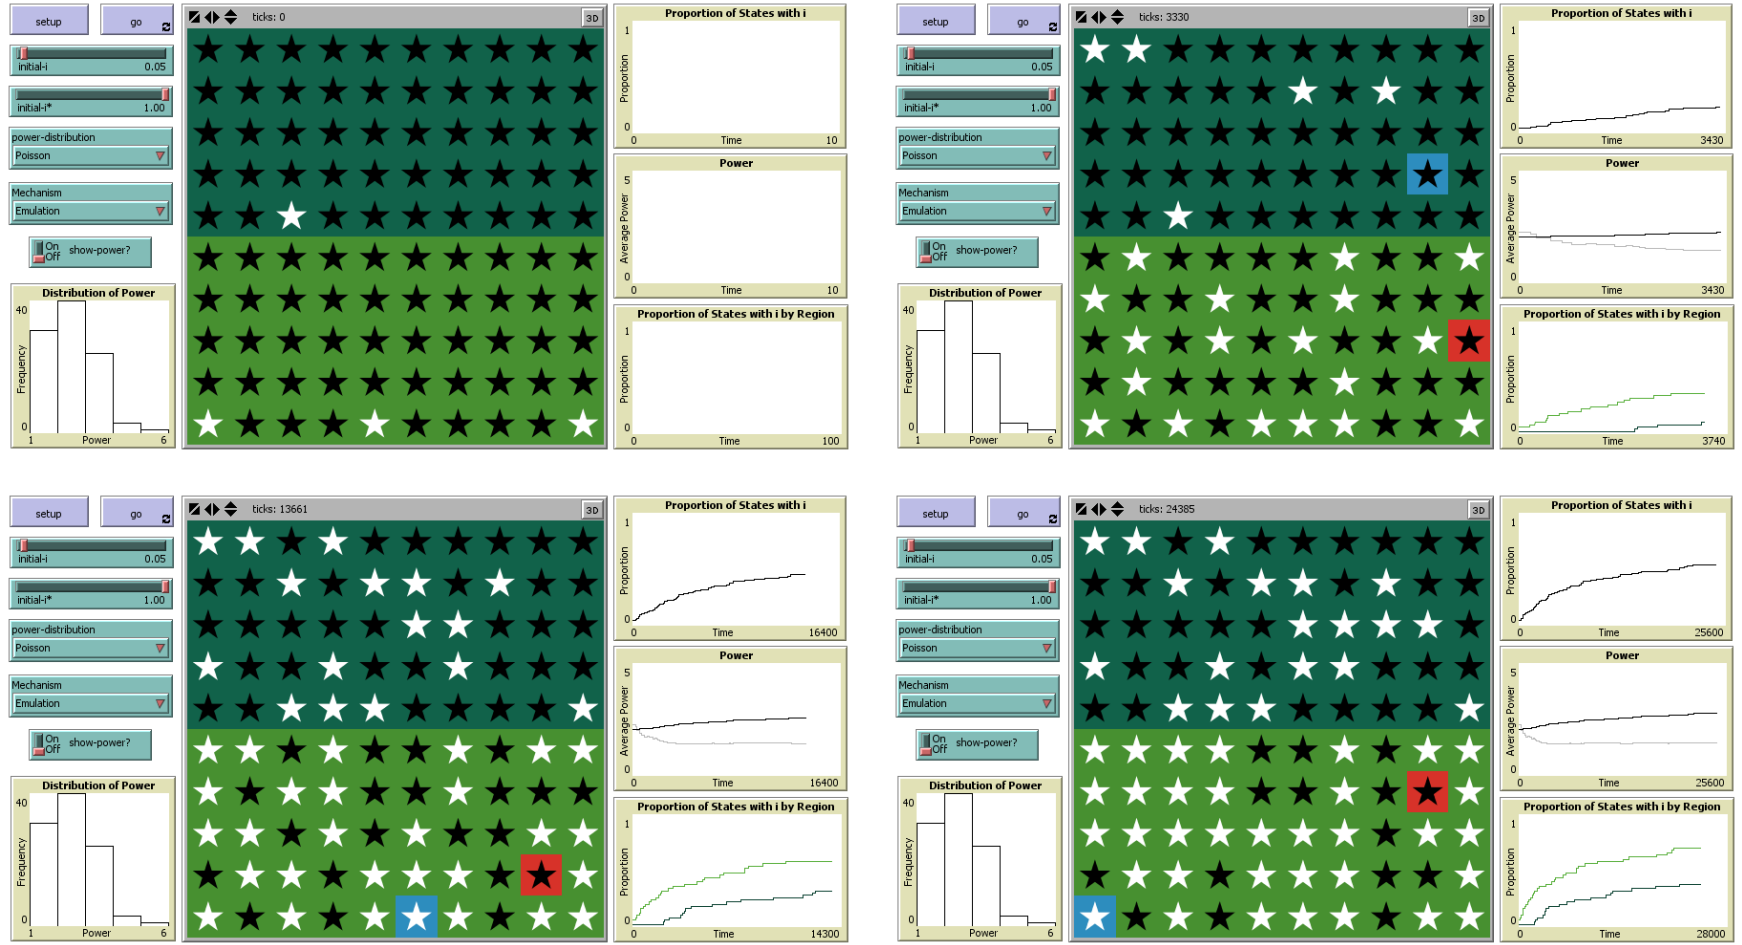 setup
go
ticks: 0
3D
initial-i
0.05
initial-i*
1.00
power-distribution
Poisson
Mechanism
Emulation
On
Off
show-power?
Distribution of Power
40
Frequency
0
1
Power
6
Proportion of States with i
1
Proportion
0
0
Time
10
Power
5
Average Power
0
0
Time
10
Proportion of States with i by Region
1
Proportion
0
0
Time
100
setup
go
ticks: 3330
3D
initial-i
0.05
initial-i*
1.00
power-distribution
Poisson
Mechanism
Emulation
On
Off
show-power?
Distribution of Power
40
Frequency
0
1
Power
6
Proportion of States with i
1
Proportion
0
0
Time
3430
Power
5
Average Power
0
0
Time
3430
Proportion of States with i by Region
1
Proportion
0
0
Time
3740
setup
go
ticks: 13661
3D
initial-i
0.05
initial-i*
1.00
power-distribution
Poisson
Mechanism
Emulation
On
Off
show-power?
Distribution of Power
40
Frequency
0
1
Power
6
Proportion of States with i
1
Proportion
0
0
Time
16400
Power
5
Average Power
0
0
Time
16400
Proportion of States with i by Region
1
Proportion
0
0
Time
14300
setup
go
ticks: 24385
3D
initial-i
0.05
initial-i*
1.00
power-distribution
Poisson
Mechanism
Emulation
On
Off
show-power?
Distribution of Power
40
Frequency
0
1
Power
6
Proportion of States with i
1
Proportion
0
0
Time
25600
Power
5
Average Power
0
0
Time
25600
Proportion of States with i by Region
1
Proportion
0
0
Time
28000